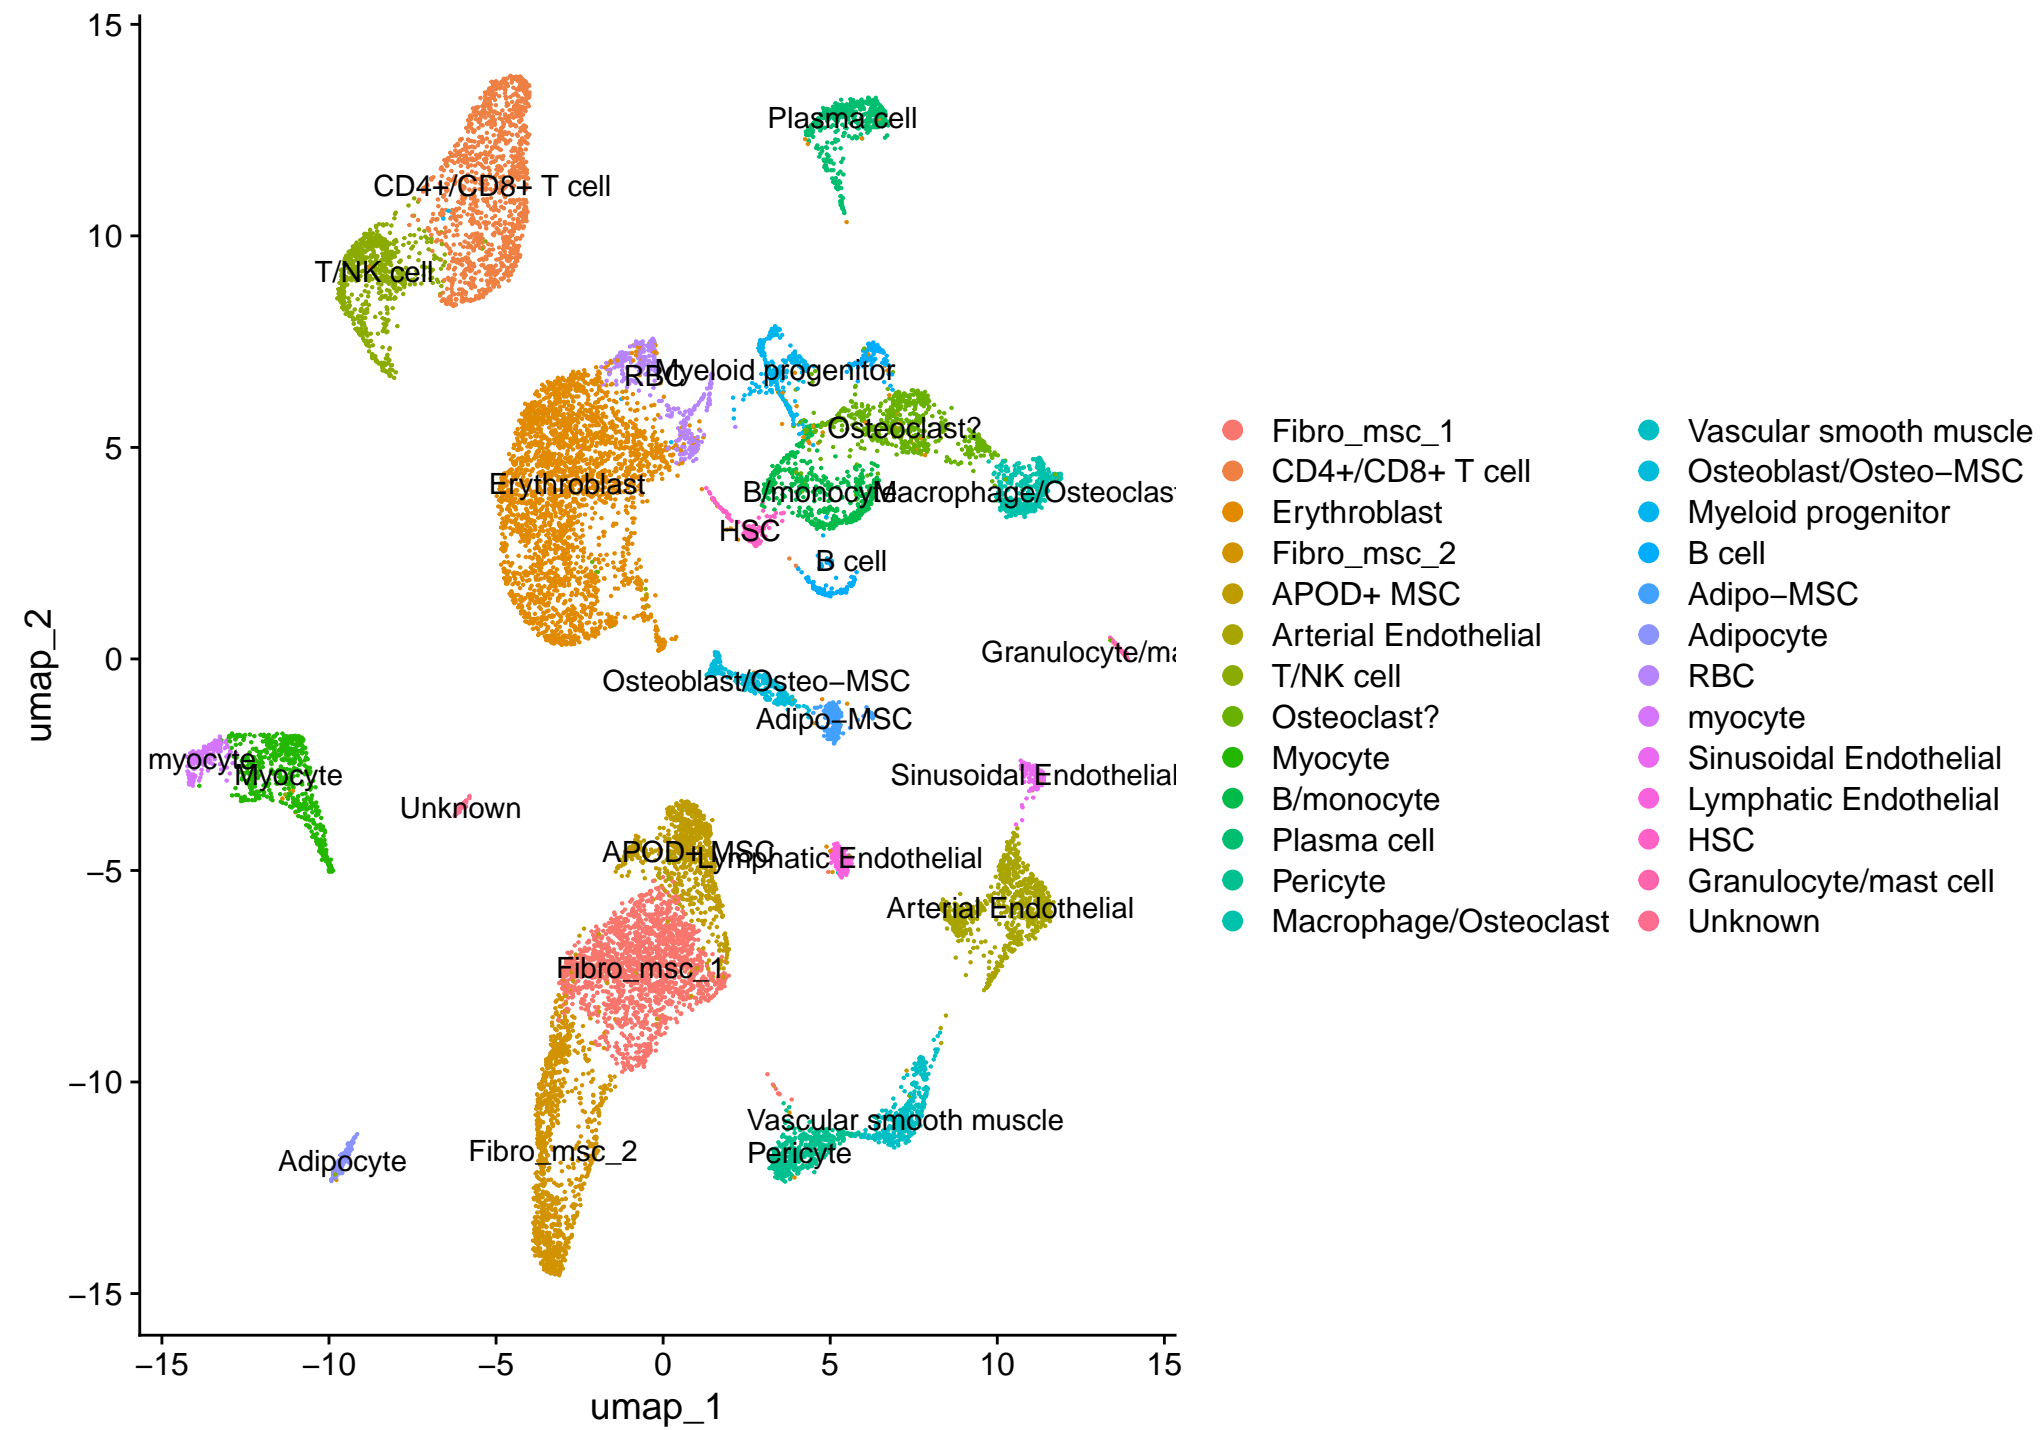 15
10
5
0
−5
−10
−15
umap_2
−15
−10
−5
0
5
10
15
umap_1
Plasma cell
CD4+/CD8+ T cell
T/NK cell
RBC
Myeloid progenitor
Osteoclast?
Erythroblast
B/monocyte
Macrophage/Osteoclast
HSC
B cell
Granulocyte/ma
Osteoblast/Osteo−MSC
Adipo−MSC
myocyte
Myocyte
Sinusoidal Endothelial
Unknown
APOD+ MSC
Lymphatic Endothelial
Arterial Endothelial
Fibro_msc_1
Vascular smooth muscle
Pericyte
Fibro_msc_2
Adipocyte
Fibro_msc_1
CD4+/CD8+ T cell
Erythroblast
Fibro_msc_2
APOD+ MSC
Arterial Endothelial
T/NK cell
Osteoclast?
Myocyte
B/monocyte
Plasma cell
Pericyte
Macrophage/Osteoclast
Vascular smooth muscle
Osteoblast/Osteo−MSC
Myeloid progenitor
B cell
Adipo−MSC
Adipocyte
RBC
myocyte
Sinusoidal Endothelial
Lymphatic Endothelial
HSC
Granulocyte/mast cell
Unknown